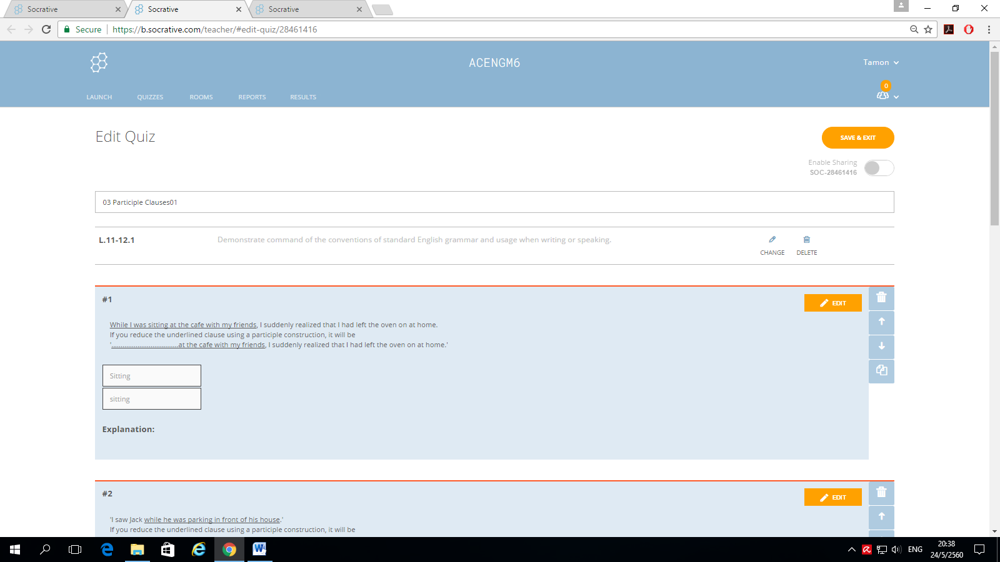 Socrative
Socrative
Socrative
Secure
https://b.socrative.com/teacher/#edit-quiz/28461416
ACENGM6
Tamon
0
LAUNCH
QUIZZES
ROOMS
REPORTS
RESULTS
Edit Quiz
SAVE & EXIT
Enable Sharing
SOC-28461416
03 Participle Clauses01
L.11-12.1
Demonstrate command of the conventions of standard English grammar and usage when writing or speaking.
CHANGE
DELETE
#1
EDIT
While I was sitting at the cafe with my friends, I suddenly realized that I had left the oven on at home.
If you reduce the underlined clause using a participle construction, it will be
'....................................at the cafe with my friends, I suddenly realized that I had left the oven on at home.'
Sitting
sitting
Explanation:
#2
EDIT
'I saw Jack while he was parking in front of his house.'
If you reduce the underlined clause using a participle construction, it will be
ENG
20:38
24/5/2560